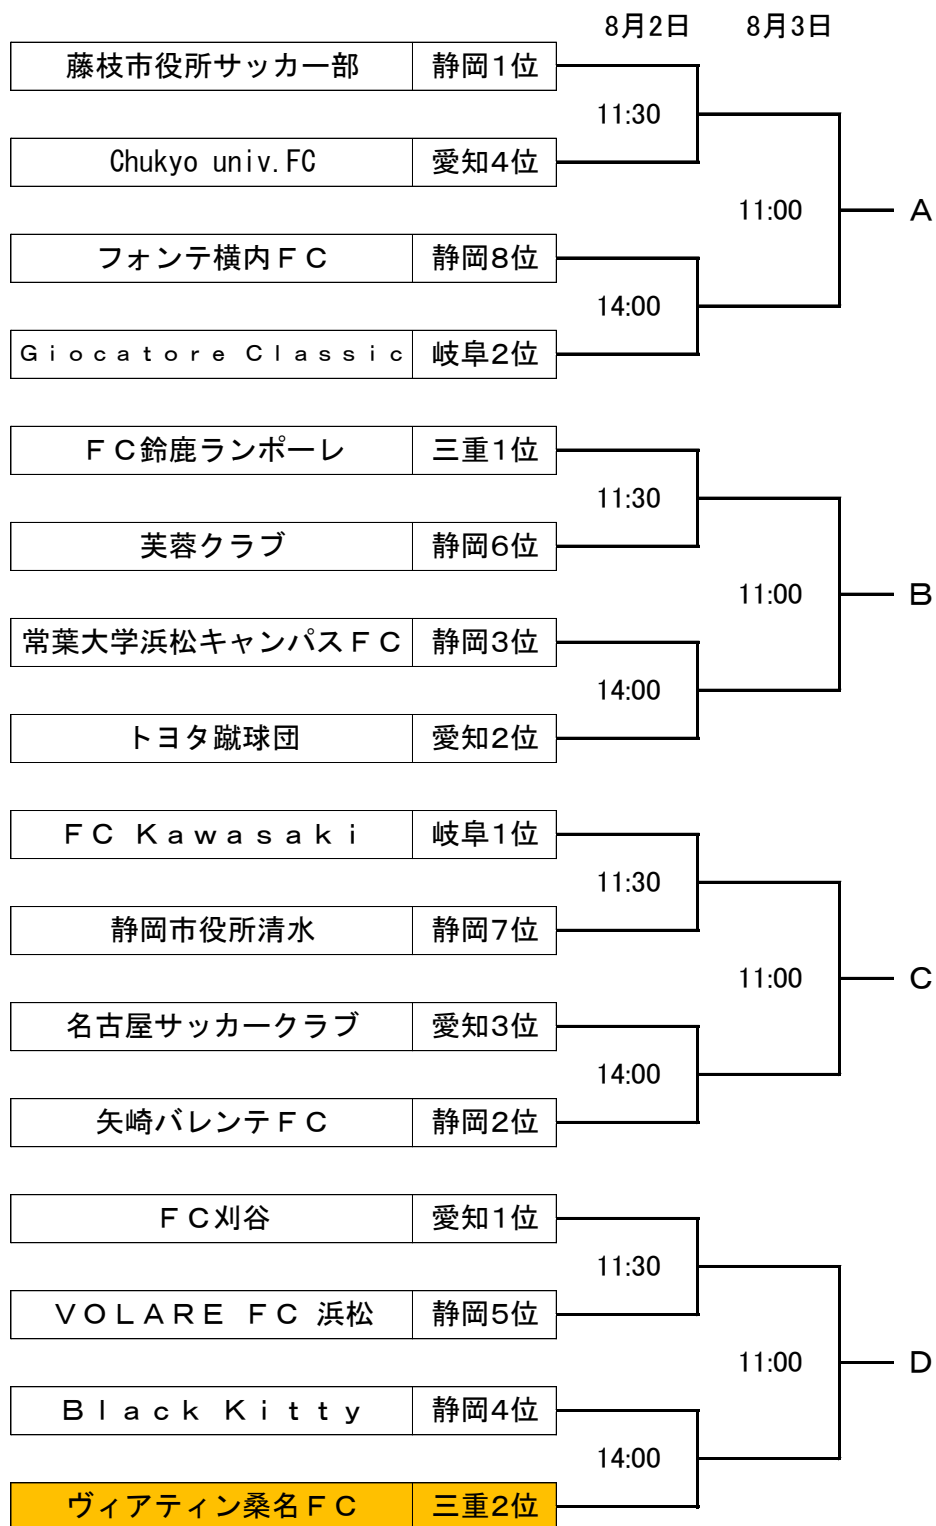 8月2日 8月3日
藤枝市役所サッカー部 静岡1位
11:30
Chukyo univ.FC 愛知4位
11:00 A
フォンテ横内ＦＣ 静岡8位
14:00
Ｇｉｏｃａｔｏｒｅ Ｃｌａｓｓｉｃ 岐阜2位
ＦＣ鈴鹿ランポーレ 三重1位
11:30
芙蓉クラブ 静岡6位
11:00 B
常葉大学浜松キャンパスＦＣ 静岡3位
14:00
トヨタ蹴球団 愛知2位
ＦＣ Ｋａｗａｓａｋｉ 岐阜1位
11:30
静岡市役所清水 静岡7位
11:00 C
名古屋サッカークラブ 愛知3位
14:00
矢崎バレンテＦＣ 静岡2位
ＦＣ刈谷 愛知1位
11:30
ＶＯＬＡＲＥ ＦＣ 浜松 静岡5位
11:00 D
Ｂｌａｃｋ Ｋｉｔｔｙ 静岡4位
14:00
ヴィアティン桑名ＦＣ 三重2位